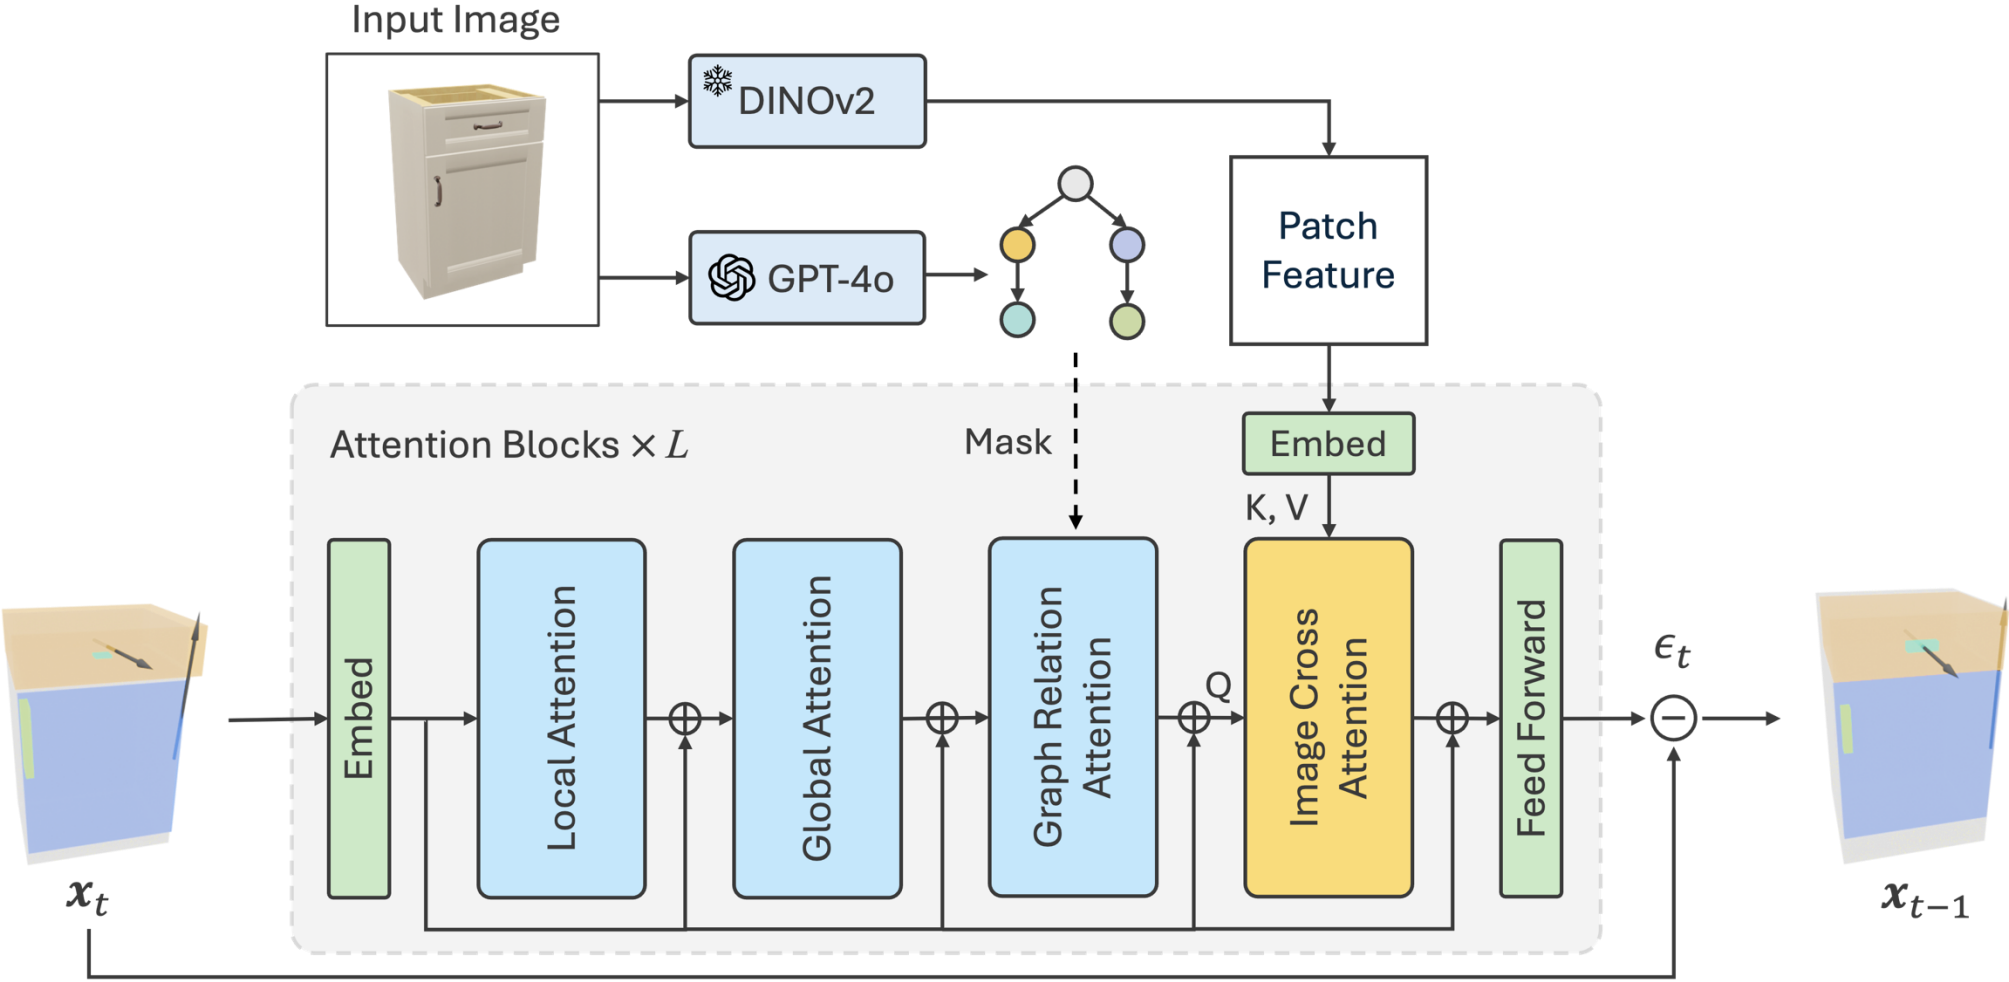 Input Image
DINOv2
GPT-4o
Patch
Feature
Attention Blocks × L
Mask
Embed
K, V
Embed
Local Attention
Global Attention
Graph Relation
Attention
Q
Image Cross
Attention
Feed Forward
ϵₜ
xₜ
xₜ₋₁